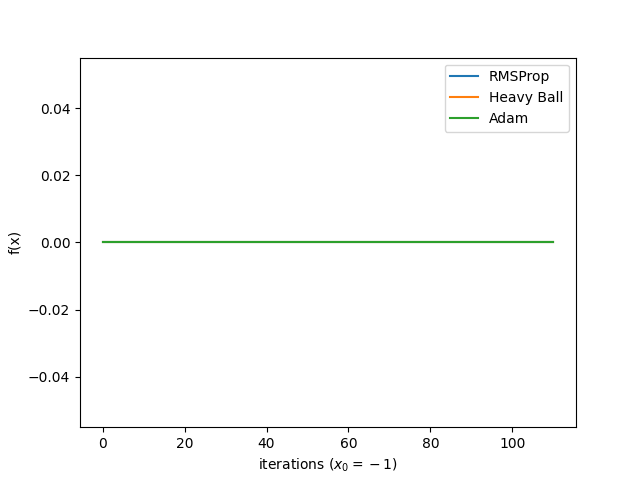 RMSProp
Heavy Ball
Adam
0.04
0.02
0.00
−0.02
−0.04
f(x)
0 20 40 60 80 100
iterations (x₀ = −1)